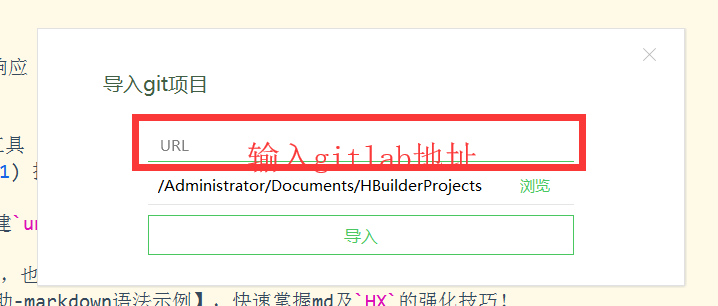 响应
导入git项目
URL
输入gitlab地址
工具
1)
/Administrator/Documents/HBuilderProjects 浏览
建`ur
导入
，也
助-markdown语法示例】，快速掌握md及`HX`的强化技巧！